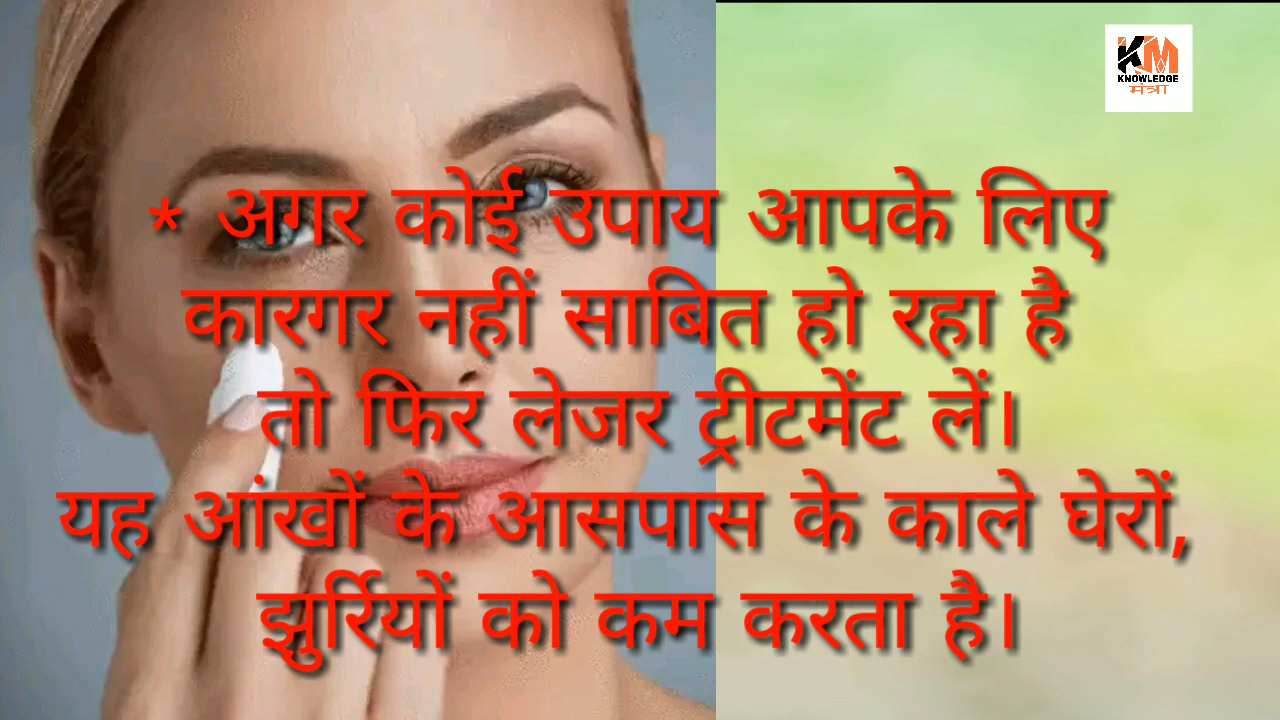 KM
KNOWLEDGE
मंत्रा
* अगर कोई उपाय आपके लिए
कारगर नहीं साबित हो रहा है
तो फिर लेजर ट्रीटमेंट लें।
यह आंखों के आसपास के काले घेरों,
झुर्रियों को कम करता है।